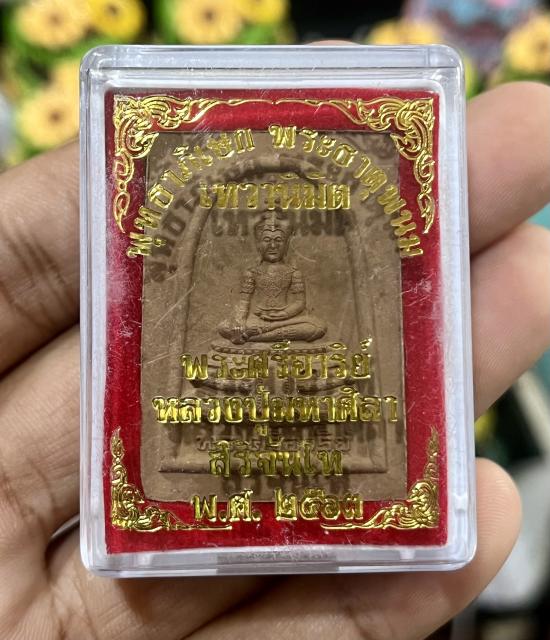 พุทธาภิเษก พระธาตุพนม
เทวานิมิต
พระศรีอาริย์
หลวงปู่มหาศิลา
สิริจันโท
พ.ศ. ๒๕๖๓